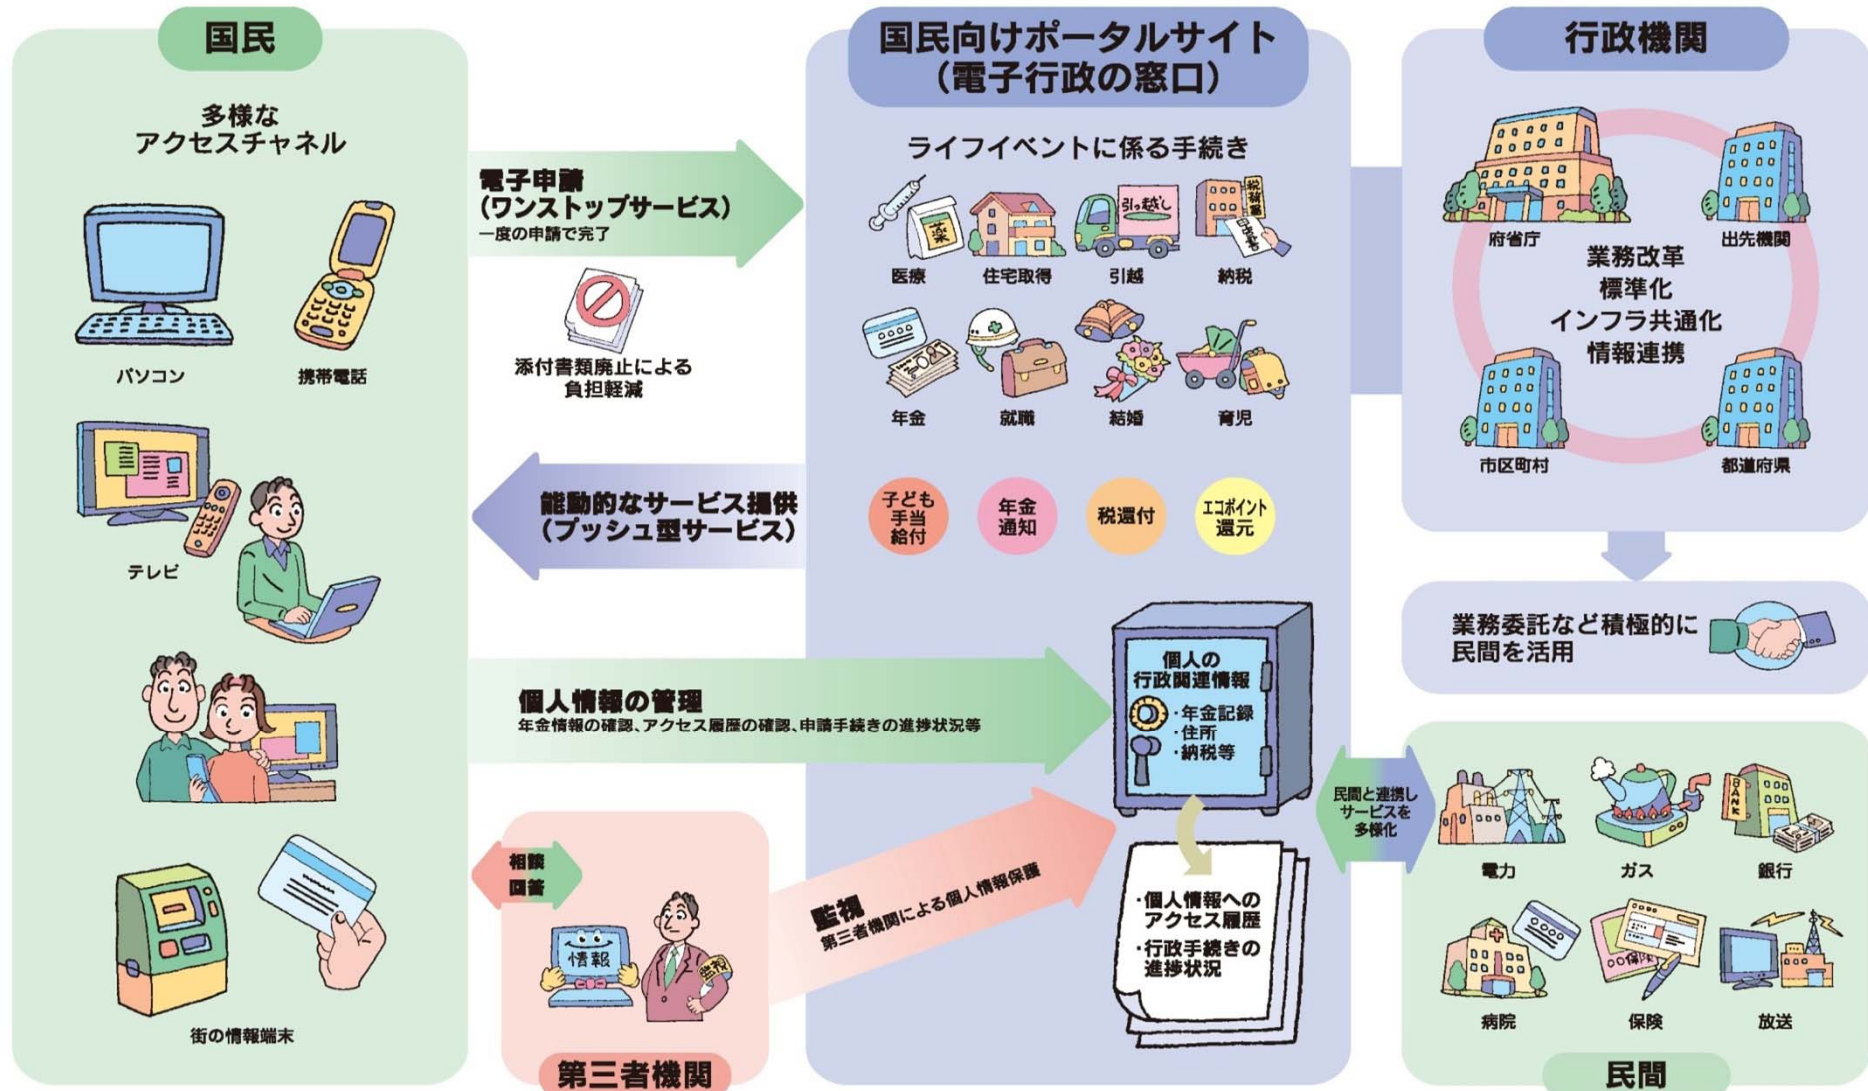 国民
多様な
アクセスチャネル
パソコン
携帯電話
テレビ
街の情報端末
電子申請
(ワンストップサービス)
一度の申請で完了
添付書類廃止による
負担軽減
能動的なサービス提供
(プッシュ型サービス)
個人情報の管理
年金情報の確認、アクセス履歴の確認、申請手続きの進捗状況等
相談
回答
情報
監視
第三者機関
監視
第三者機関による個人情報保護
国民向けポータルサイト
(電子行政の窓口)
ライフイベントに係る手続き
薬
引っ越し
税務署
医療
住宅取得
引越
納税
年金
就職
結婚
育児
子ども
手当
給付
年金
通知
税還付
エコポイント
還元
個人の
行政関連情報
・年金記録
・住所
・納税等
・個人情報への
アクセス履歴
・行政手続きの
進捗状況
行政機関
府省庁
出先機関
業務改革
標準化
インフラ共通化
情報連携
市区町村
都道府県
業務委託など積極的に
民間を活用
民間と連携し
サービスを
多様化
BANK
電力
ガス
銀行
〇〇保険
病院
保険
放送
民間